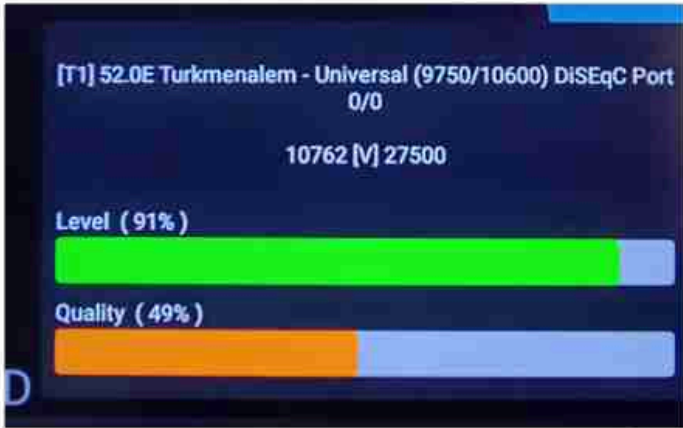 [T1] 52.0E Turkmenalem - Universal (9750/10600) DiSEqC Port
0/0
10762 [V] 27500
Level ( 91% )
Quality ( 49% )
D